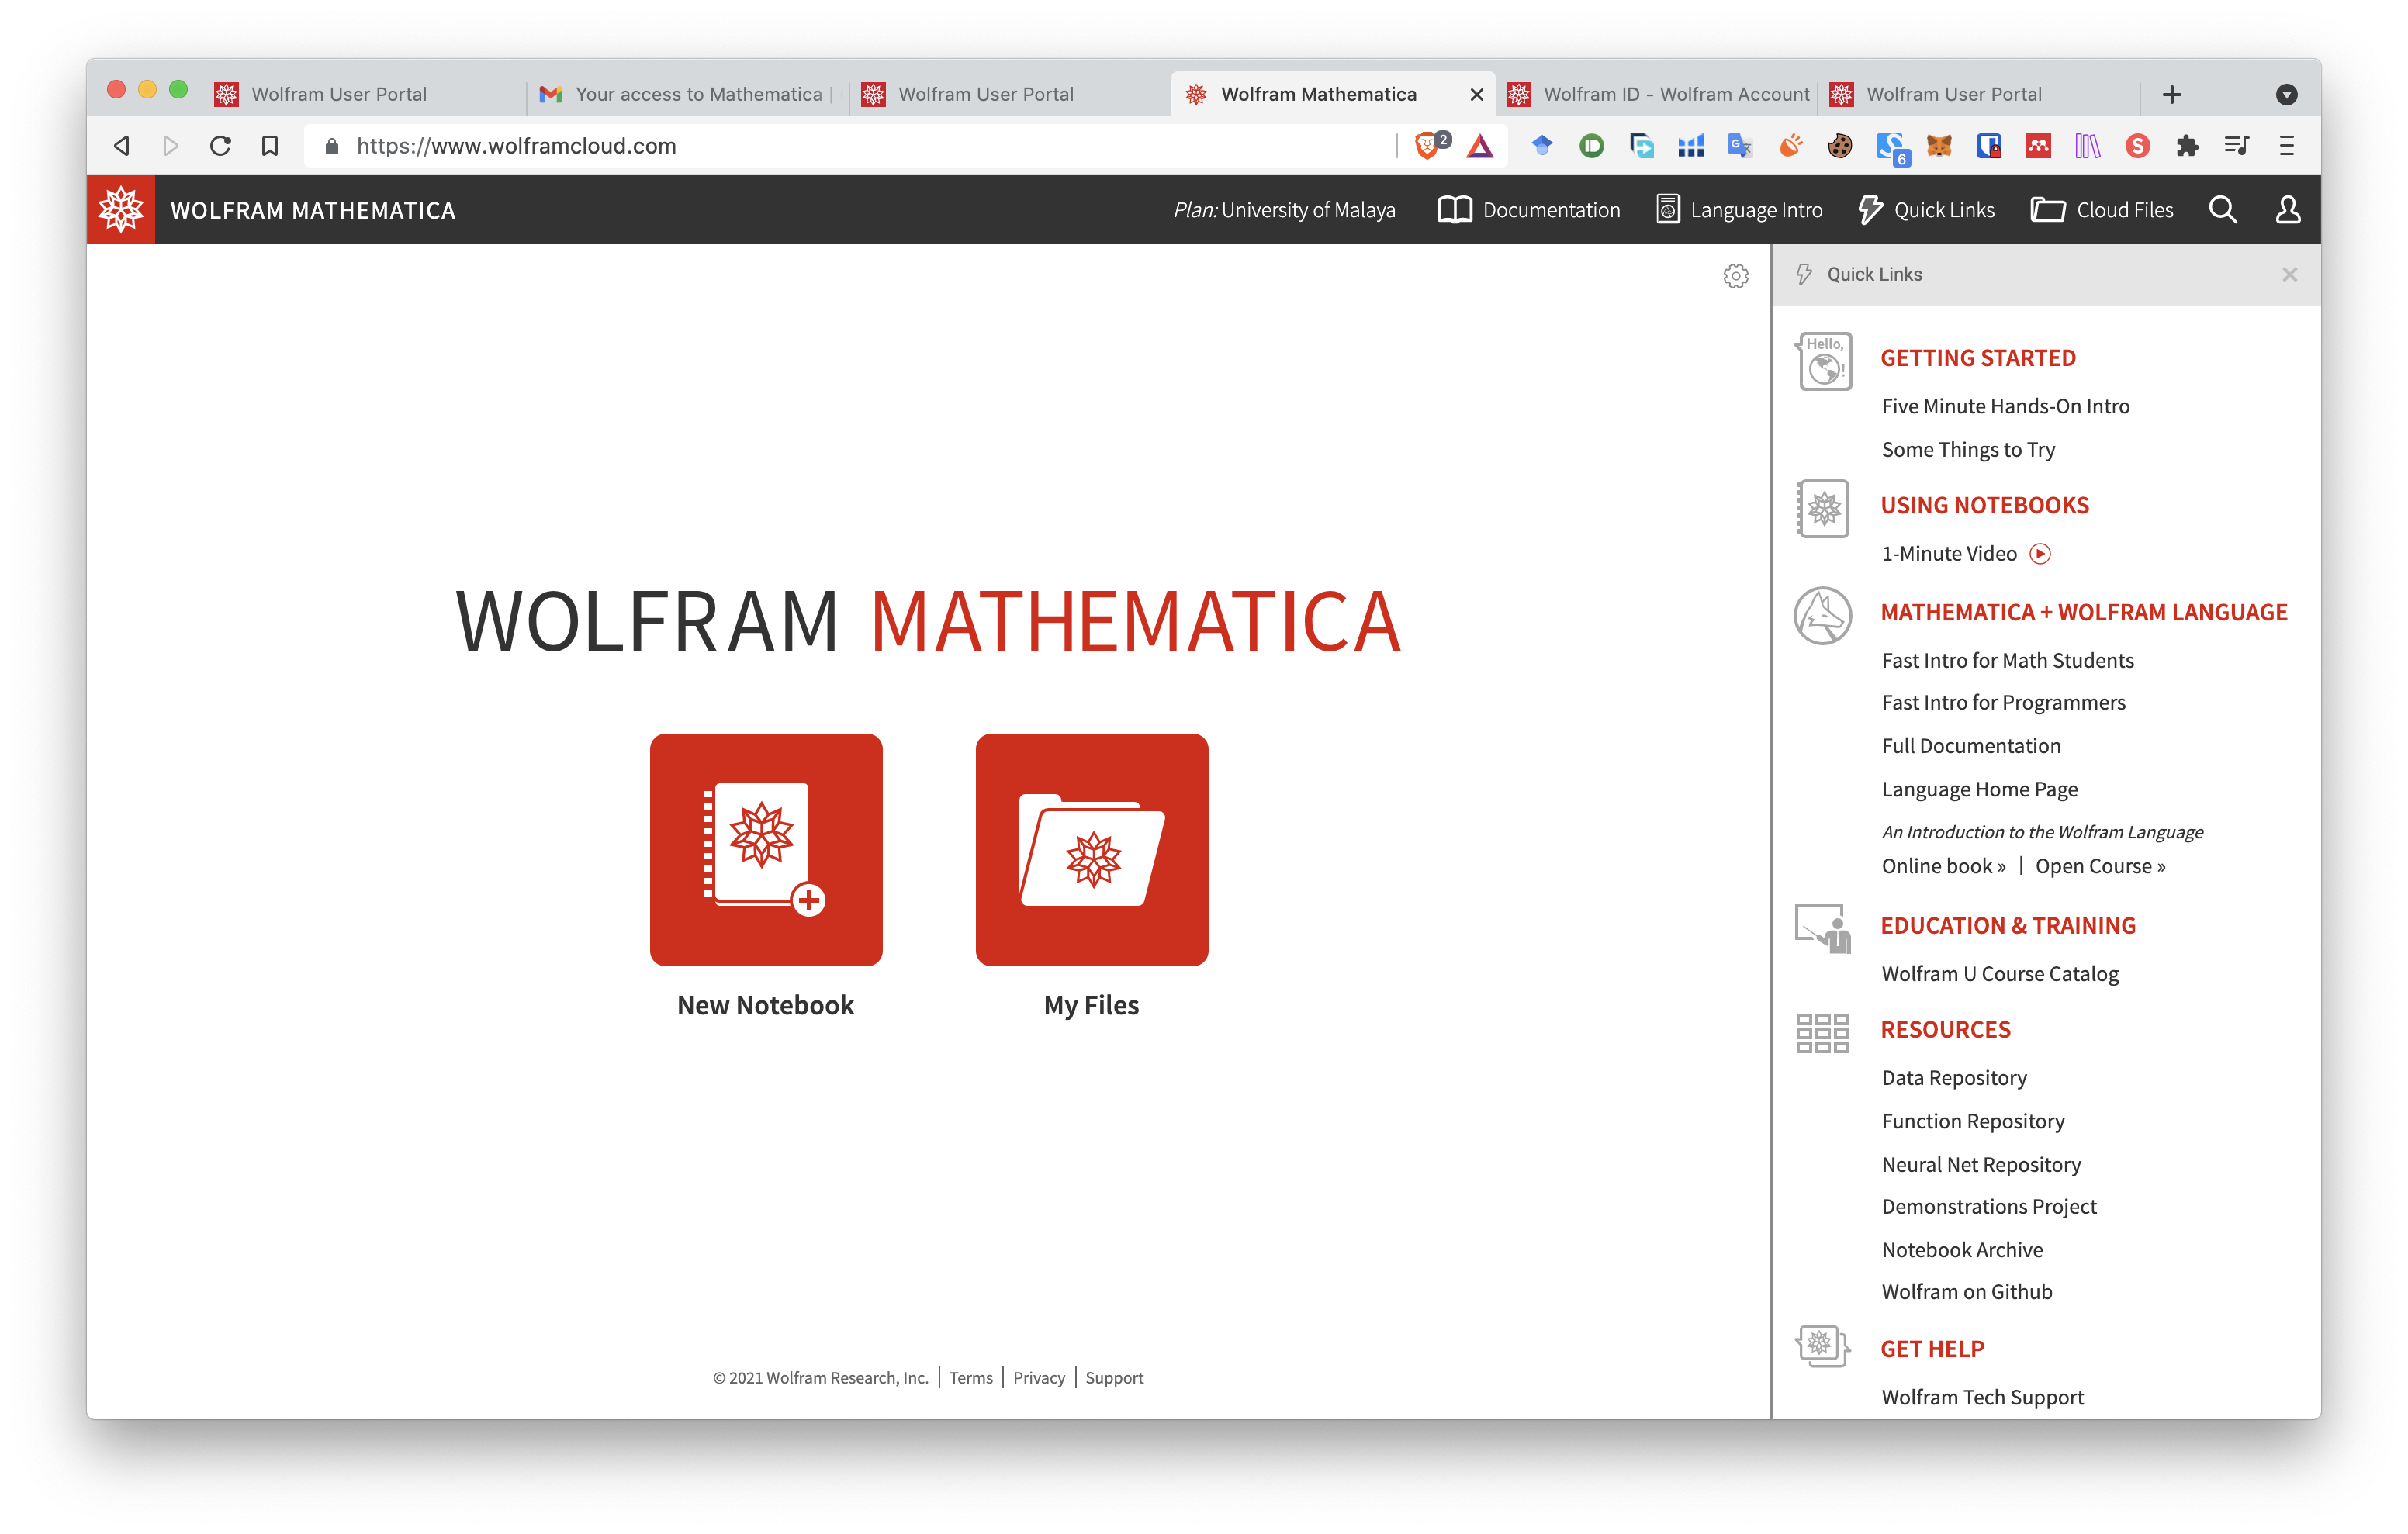 Wolfram User Portal
Your access to Mathematica |
Wolfram User Portal
Wolfram Mathematica
Wolfram ID - Wolfram Account
Wolfram User Portal
https://www.wolframcloud.com
2
6
WOLFRAM MATHEMATICA
Plan: University of Malaya
Documentation
Language Intro
Quick Links
Cloud Files
WOLFRAM MATHEMATICA
New Notebook
My Files
© 2021 Wolfram Research, Inc. | Terms | Privacy | Support
Quick Links
Hello,
!
GETTING STARTED
Five Minute Hands-On Intro
Some Things to Try
USING NOTEBOOKS
1-Minute Video
MATHEMATICA + WOLFRAM LANGUAGE
Fast Intro for Math Students
Fast Intro for Programmers
Full Documentation
Language Home Page
An Introduction to the Wolfram Language
Online book » | Open Course »
EDUCATION & TRAINING
Wolfram U Course Catalog
RESOURCES
Data Repository
Function Repository
Neural Net Repository
Demonstrations Project
Notebook Archive
Wolfram on Github
GET HELP
Wolfram Tech Support